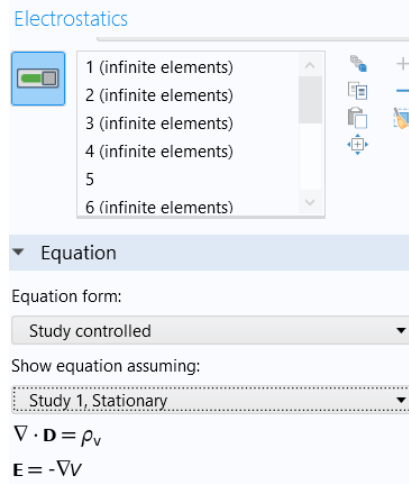 Electrostatics
1 (infinite elements)
2 (infinite elements)
3 (infinite elements)
4 (infinite elements)
5
6 (infinite elements)
Equation
Equation form:
Study controlled
Show equation assuming:
Study 1, Stationary
∇ · D = ρv
E = -∇V